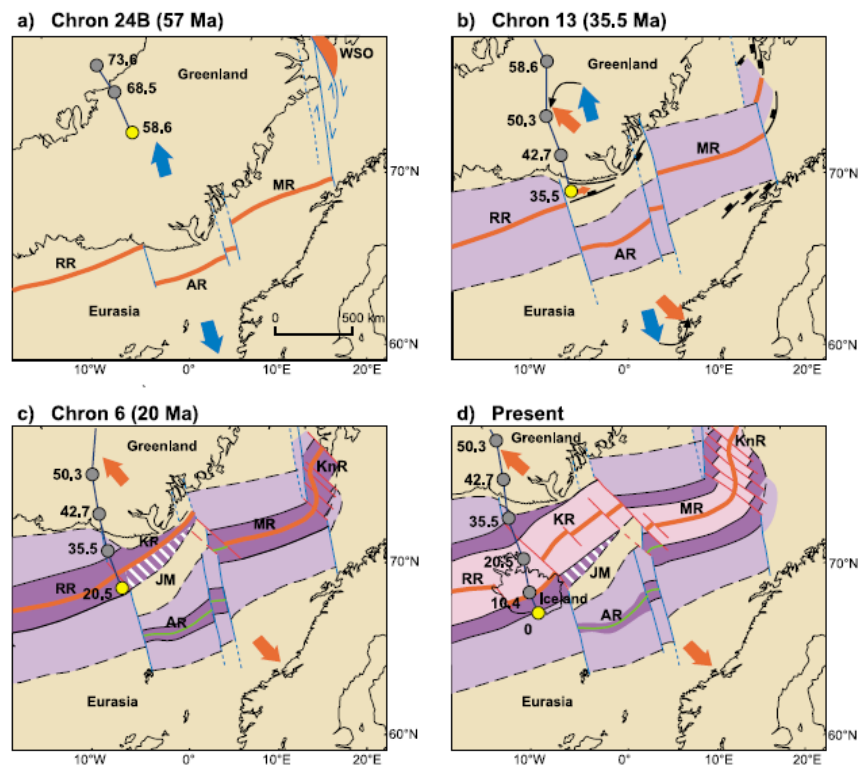 a) Chron 24B (57 Ma)
73.6
68.5
58.6
Greenland
WSO
MR
RR
AR
Eurasia
0 500 km
70°N
60°N
10°W 0° 10°E 20°E
b) Chron 13 (35.5 Ma)
58.6
Greenland
50.3
42.7
35.5
MR
RR
AR
Eurasia
70°N
60°N
10°W 0° 10°E 20°E
c) Chron 6 (20 Ma)
Greenland
50.3
42.7
35.5
20.5
KnR
MR
KR
RR
JM
AR
Eurasia
70°N
60°N
10°W 0° 10°E 20°E
d) Present
50.3
Greenland
42.7
35.5
20.5
10.4
0
KnR
MR
KR
RR
JM
Iceland
AR
Eurasia
70°N
60°N
10°W 0° 10°E 20°E